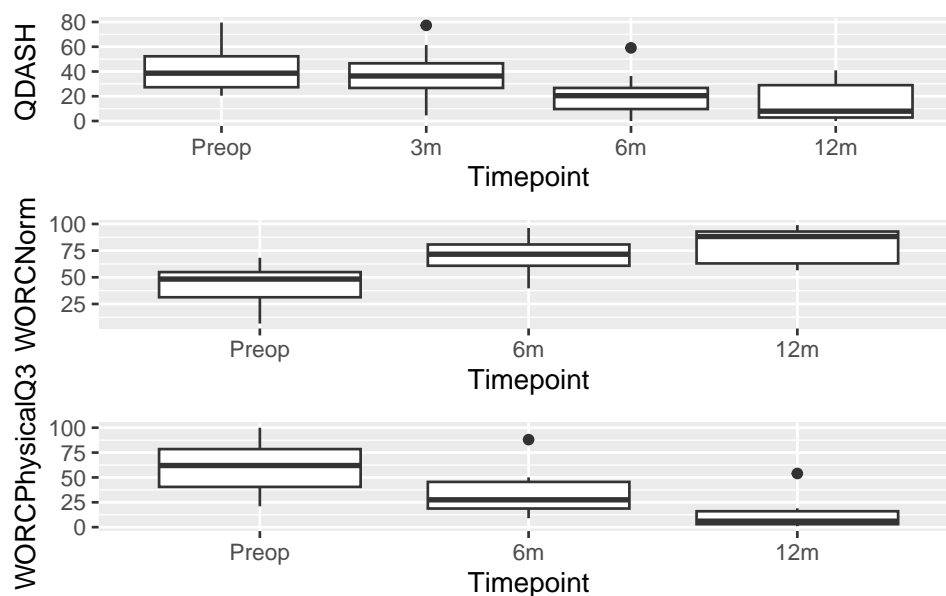 QDASH
80
60
40
20
0
Preop 3m 6m 12m
Timepoint
WORCNorm
100
75
50
25
Preop 6m 12m
Timepoint
WORCPhysicalQ3
100
75
50
25
0
Preop 6m 12m
Timepoint